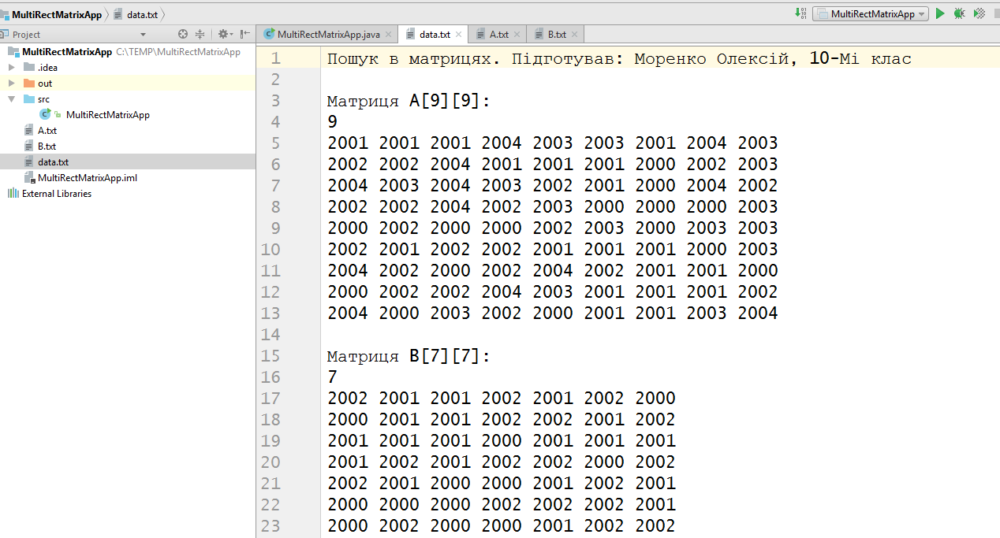 MultiRectMatrixApp data.txt MultiRectMatrixApp
Project
MultiRectMatrixApp.java data.txt A.txt B.txt
MultiRectMatrixApp C:\TEMP\MultiRectMatrixApp
.idea
out
src
MultiRectMatrixApp
A.txt
B.txt
data.txt
MultiRectMatrixApp.iml
External Libraries
1 Пошук в матрицях. Підготував: Моренко Олексій, 10-Мі клас
2
3 Матриця A[9][9]:
4 9
5 2001 2001 2001 2004 2003 2003 2001 2004 2003
6 2002 2002 2004 2001 2001 2001 2000 2002 2003
7 2004 2003 2004 2003 2002 2001 2000 2004 2002
8 2002 2002 2004 2002 2003 2000 2000 2000 2003
9 2000 2002 2000 2000 2002 2003 2000 2003 2003
10 2002 2001 2002 2002 2001 2001 2001 2000 2003
11 2004 2002 2000 2002 2004 2002 2001 2001 2000
12 2000 2002 2002 2004 2003 2001 2001 2001 2002
13 2004 2000 2003 2002 2000 2001 2001 2003 2004
14
15 Матриця B[7][7]:
16 7
17 2002 2001 2001 2002 2001 2002 2000
18 2000 2001 2001 2002 2002 2001 2002
19 2001 2001 2001 2000 2001 2001 2001
20 2001 2002 2001 2002 2002 2000 2002
21 2002 2001 2000 2000 2001 2002 2001
22 2000 2000 2000 2002 2002 2002 2001
23 2000 2002 2000 2000 2001 2002 2002